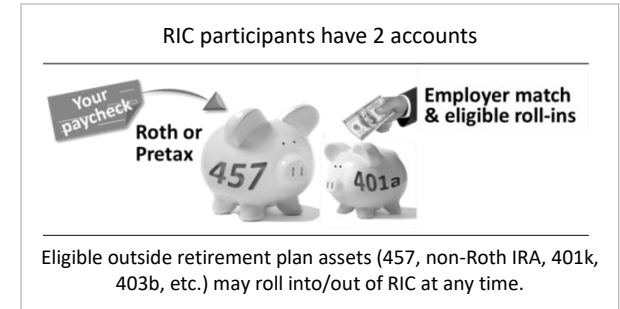 RIC participants have 2 accounts
Your
paycheck
Roth or
Pretax
457
401a
Employer match
& eligible roll-ins
Eligible outside retirement plan assets (457, non-Roth IRA, 401k,
403b, etc.) may roll into/out of RIC at any time.